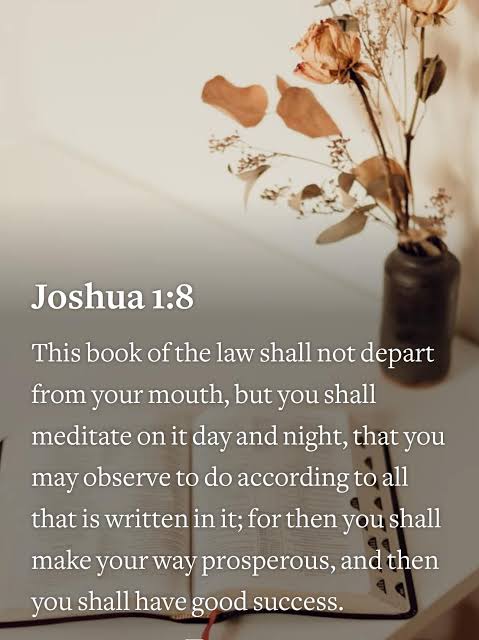 Joshua 1:8
This book of the law shall not depart
from your mouth, but you shall
meditate on it day and night, that you
may observe to do according to all
that is written in it; for then you shall
make your way prosperous, and then
you shall have good success.